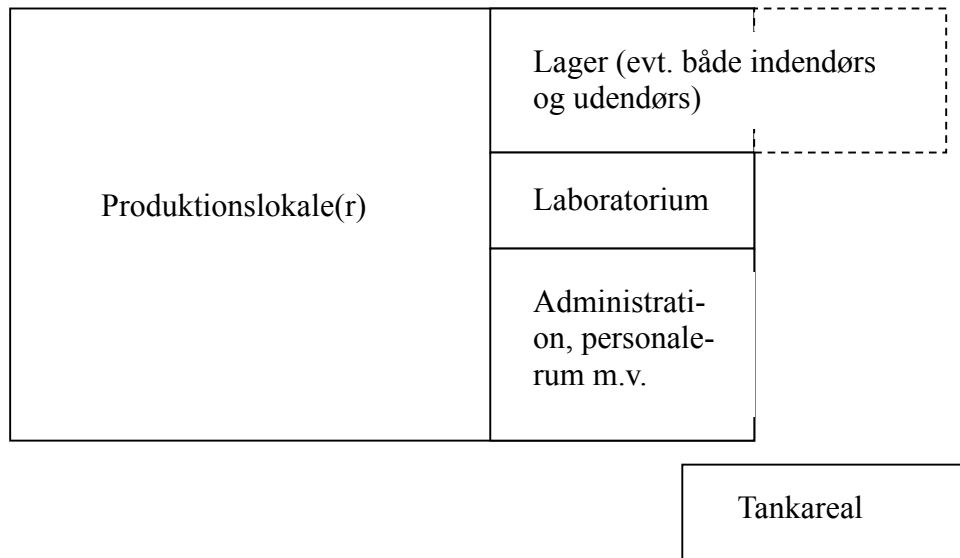 Lager (evt. både indendørs
og udendørs)
Produktionslokale(r)
Laboratorium
Administrati-
on, personale-
rum m.v.
Tankareal